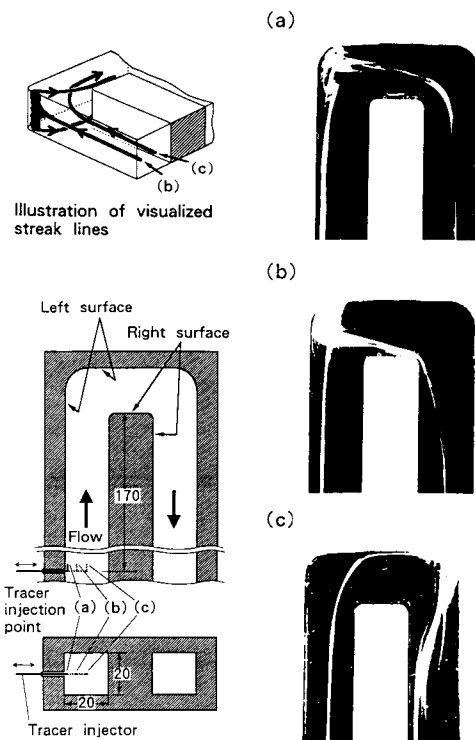 (a)
(c)
(b)
Illustration of visualized
streak lines
(b)
Left surface
Right surface
170
Flow
Tracer
injection
point
(a) (b) (c)
20
20
Tracer injector
(c)